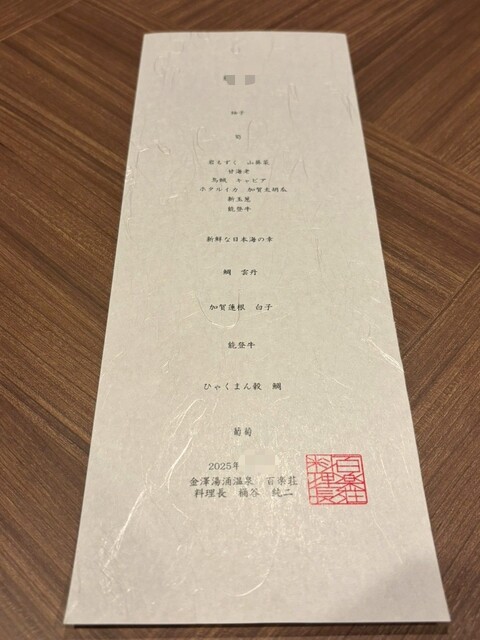 柚子
旬
岩もずく　山薬菜
甘海老
烏賊　キャビア
ホタルイカ　加賀太胡瓜
新玉葱
能登牛
新鮮な日本海の幸
鯛　雲丹
加賀蓮根　白子
能登牛
ひゃくまん穀　鯛
葡萄
2025年
金澤湯涌温泉　百楽荘
料理長　桶谷　純二
百楽荘
料理長